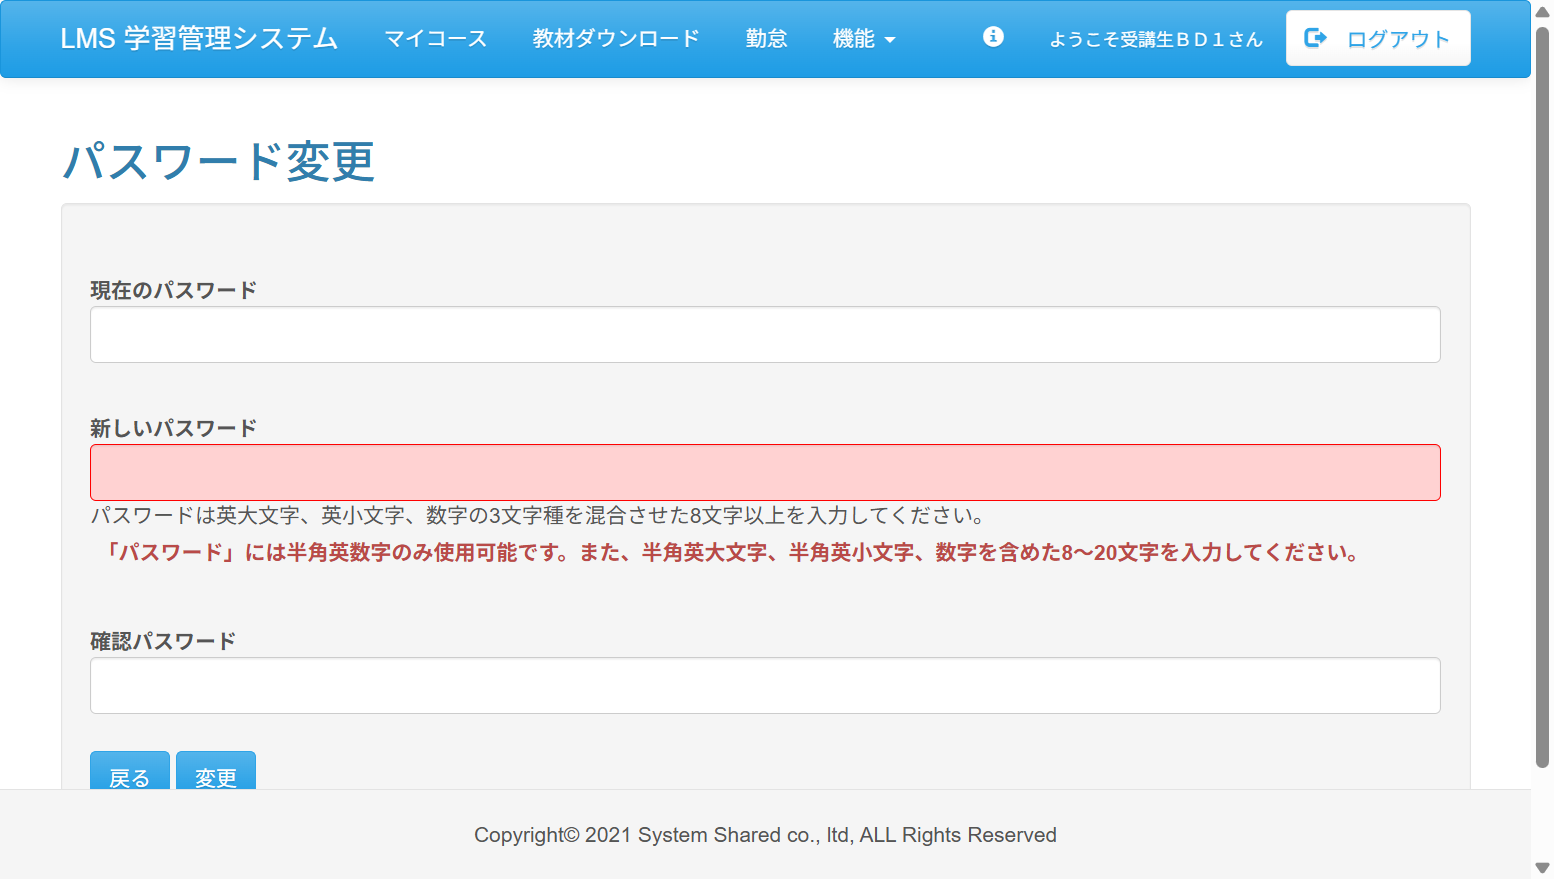 LMS 学習管理システム マイコース 教材ダウンロード 勤怠 機能 ようこそ受講生ＢＤ１さん ログアウト
パスワード変更
現在のパスワード
新しいパスワード
パスワードは英大文字、英小文字、数字の3文字種を混合させた8文字以上を入力してください。
「パスワード」には半角英数字のみ使用可能です。また、半角英大文字、半角英小文字、数字を含めた8～20文字を入力してください。
確認パスワード
戻る 変更
Copyright© 2021 System Shared co., ltd, ALL Rights Reserved